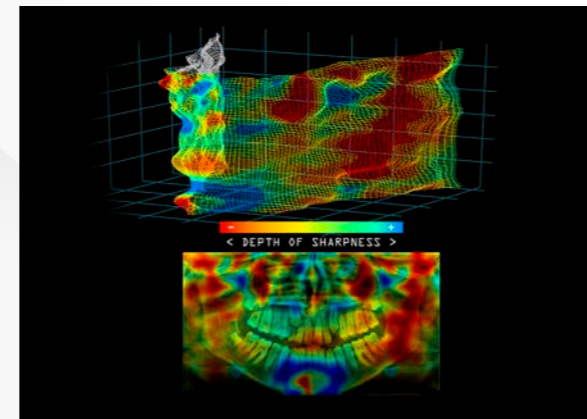 - +
< DEPTH OF SHARPNESS >